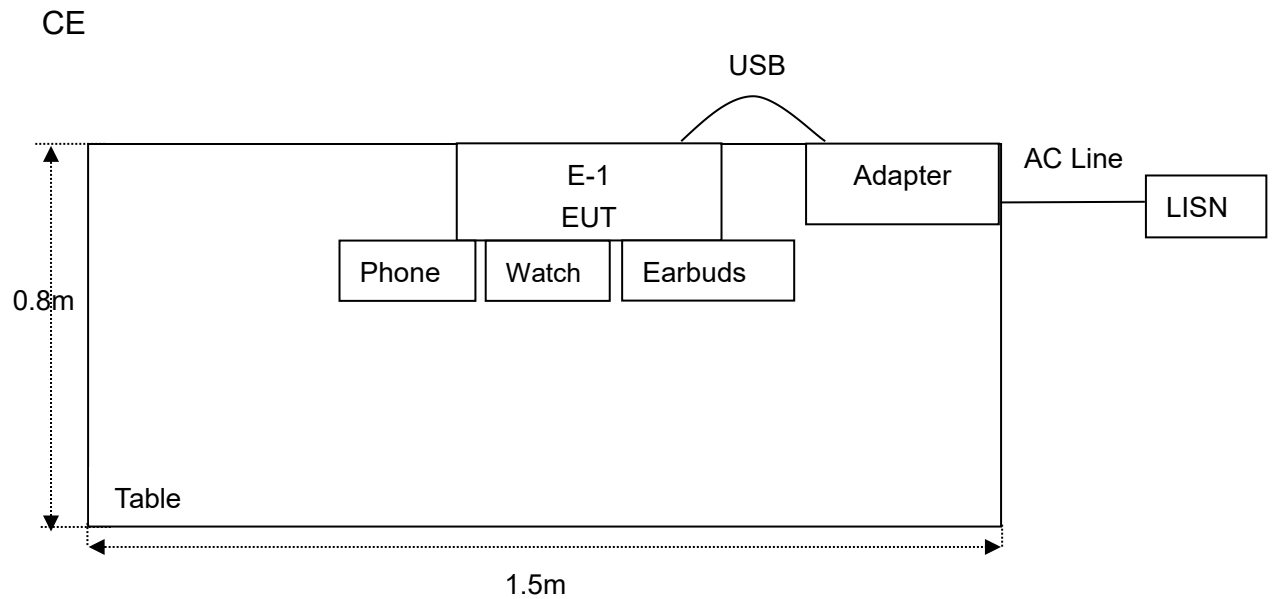 CE
USB
E-1
EUT
Adapter
AC Line
LISN
Phone
Watch
Earbuds
0.8m
Table
1.5m